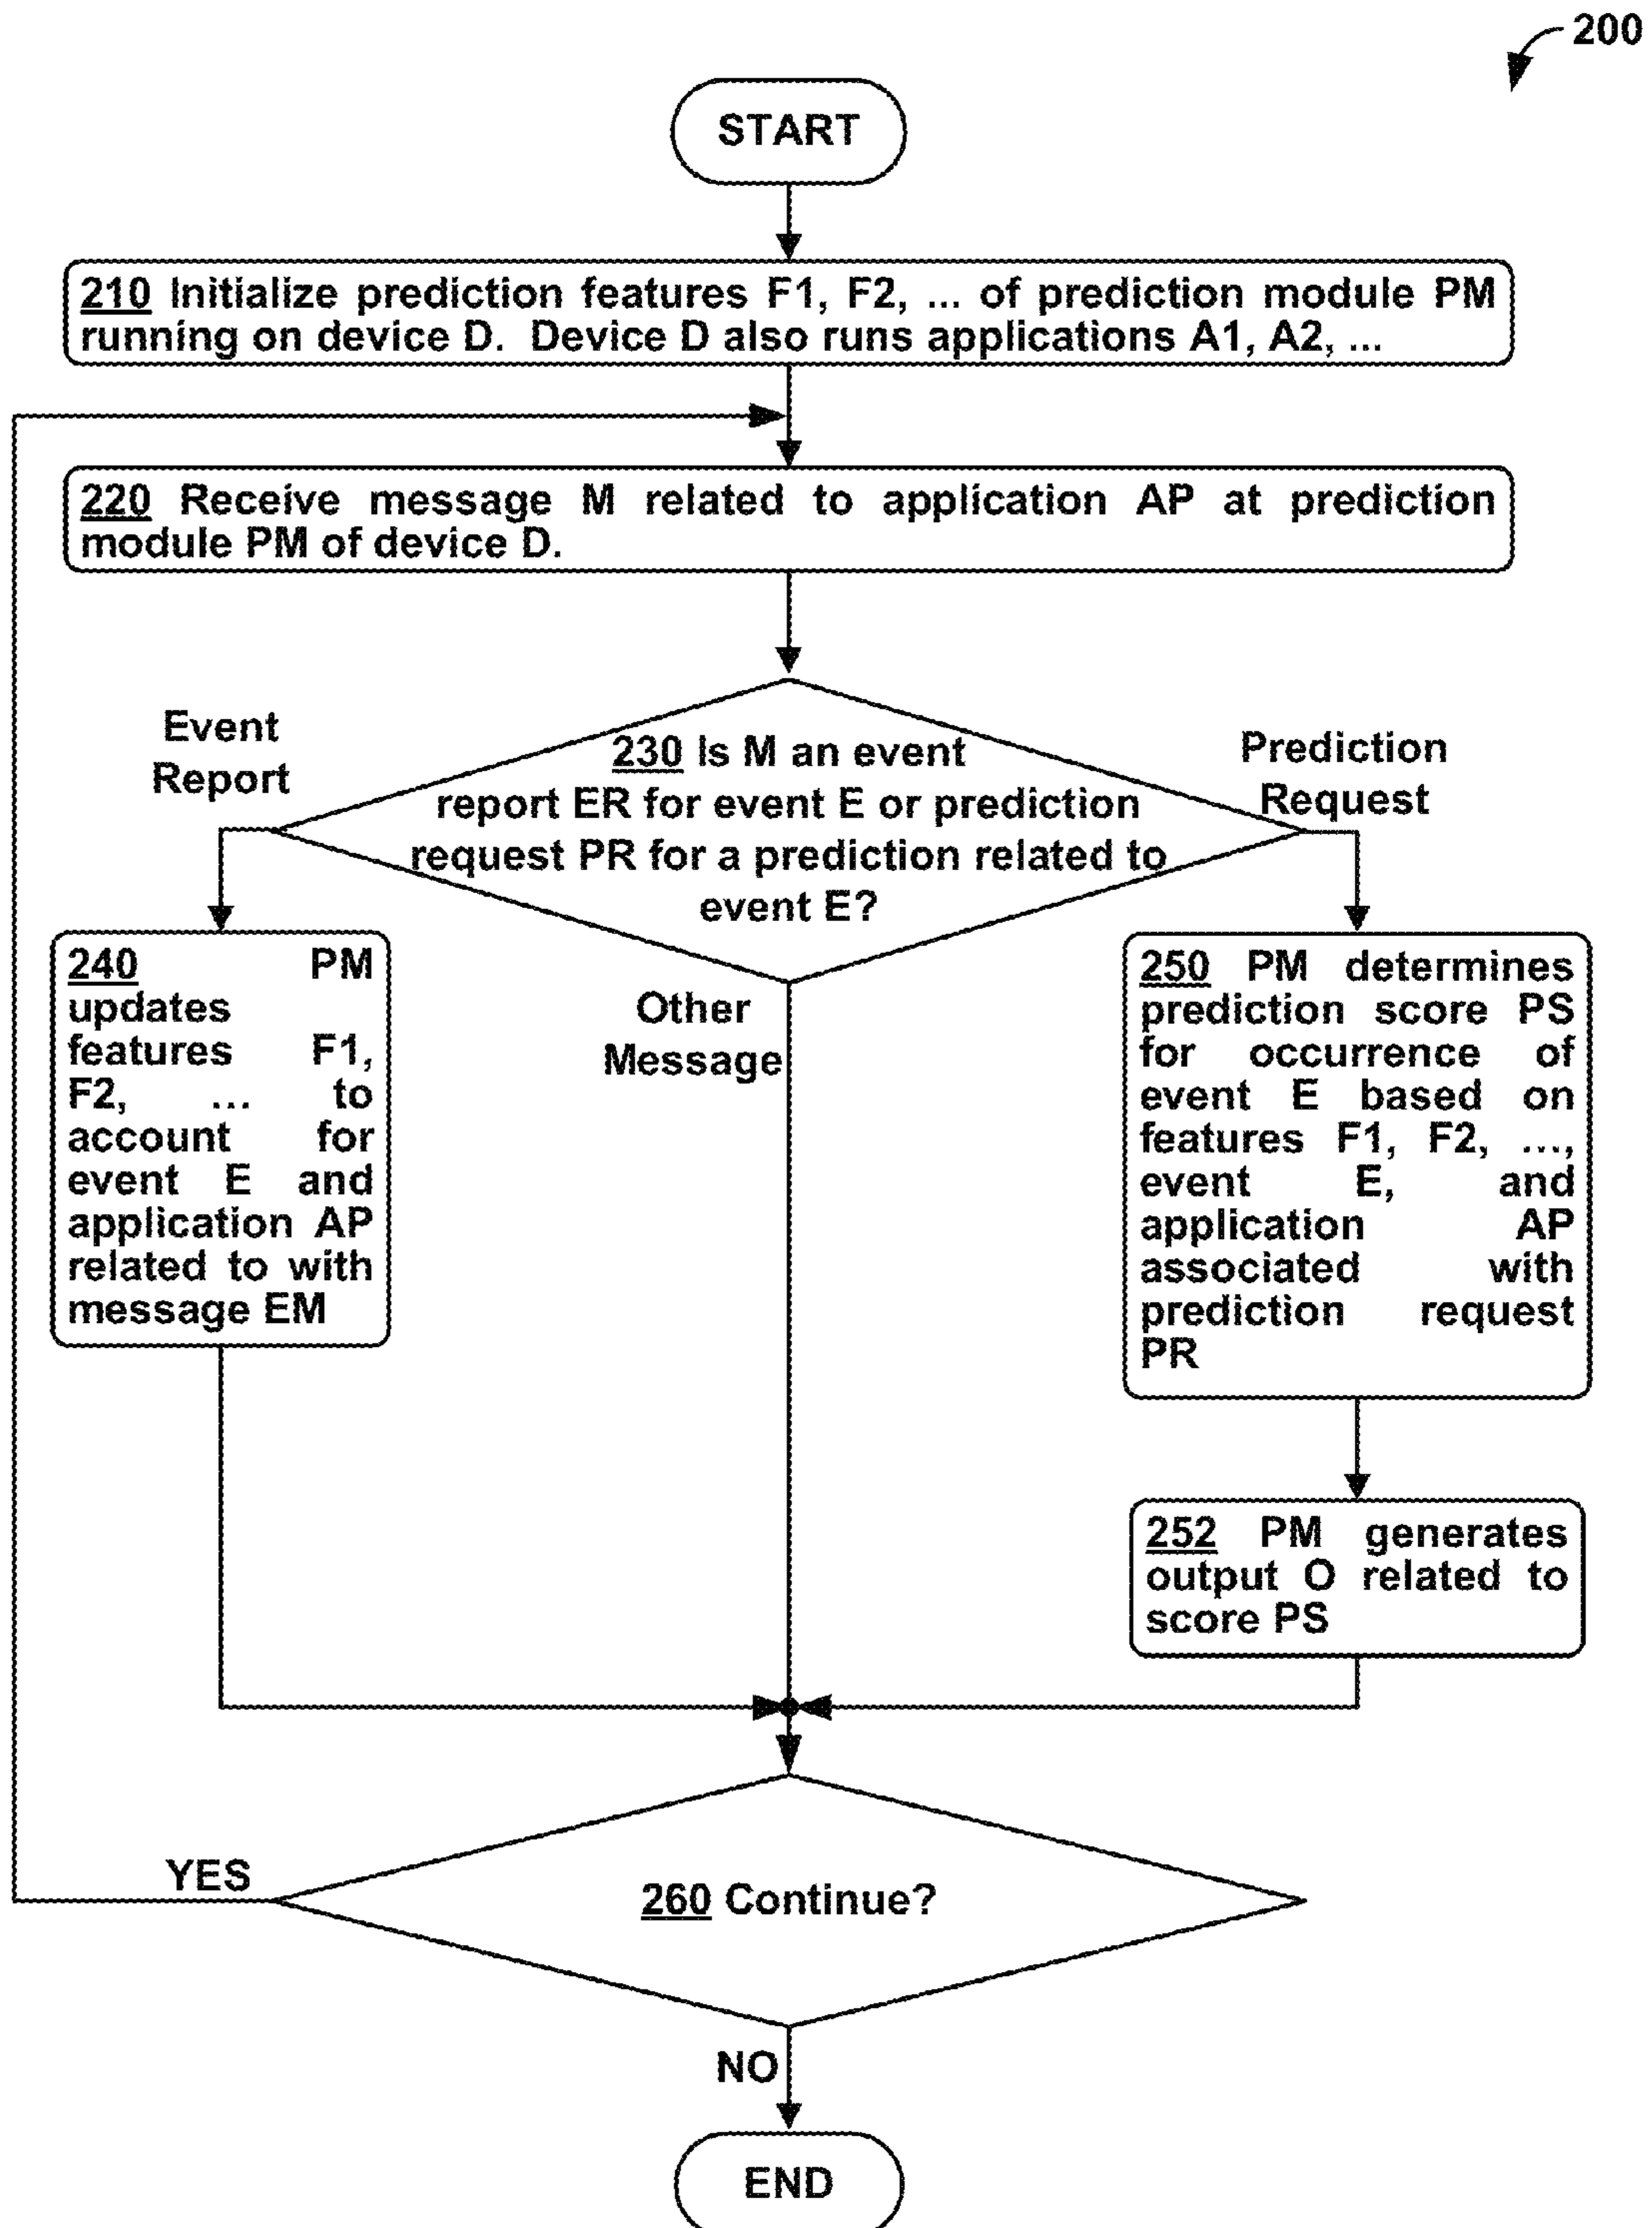 200
START
210 Initialize prediction features F1, F2, ... of prediction module PM
running on device D. Device D also runs applications A1, A2, ...
220 Receive message M related to application AP at prediction
module PM of device D.
230 Is M an event
report ER for event E or prediction
request PR for a prediction related to
event E?
Event
Report
Prediction
Request
Other
Message
240 PM
updates
features F1,
F2, ... to
account for
event E and
application AP
related to with
message EM
250 PM determines
prediction score PS
for occurrence of
event E based on
features F1, F2, ...,
event E, and
application AP
associated with
prediction request
PR
252 PM generates
output O related to
score PS
260 Continue?
YES
NO
END